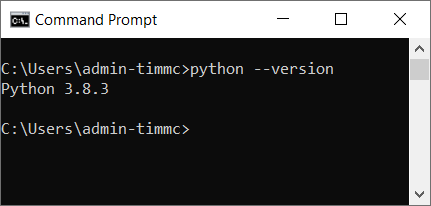 Command Prompt
C:\Users\admin-timmc>python --version
Python 3.8.3
C:\Users\admin-timmc>